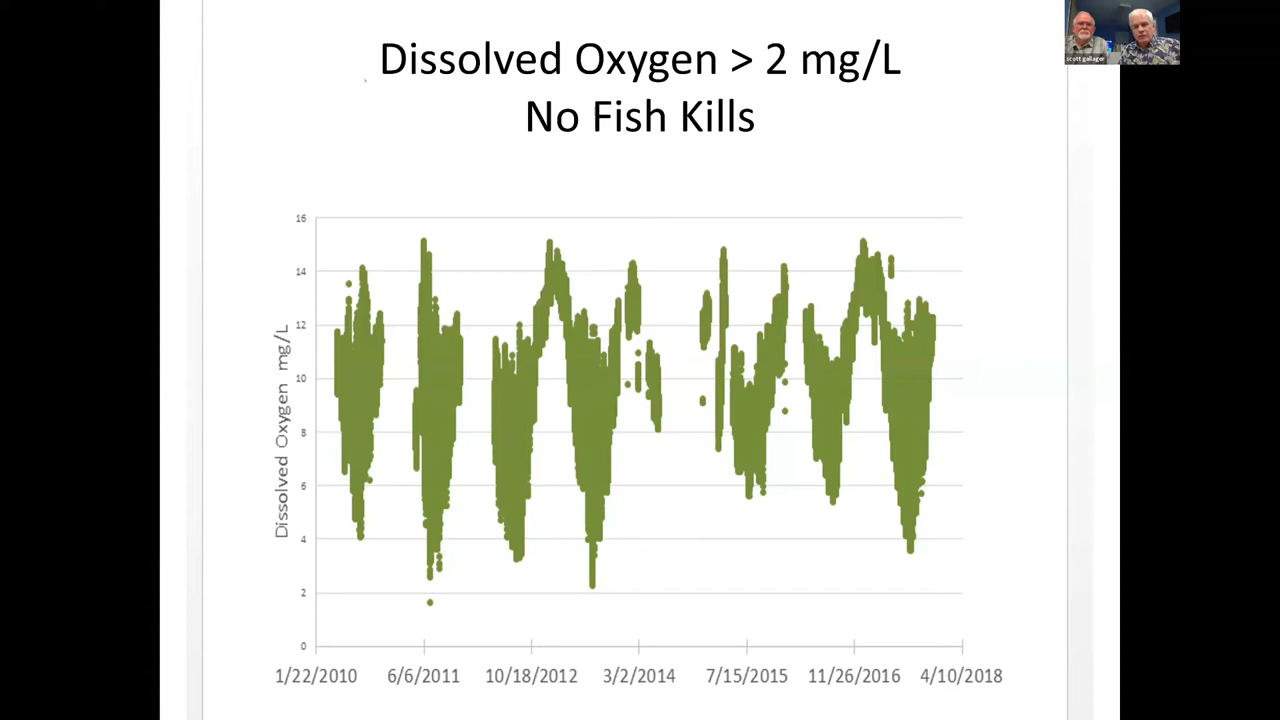 Dissolved Oxygen > 2 mg/L
No Fish Kills
scott gallager
Dissolved Oxygen mg/L
16
14
12
10
8
6
4
2
0
1/22/2010 6/6/2011 10/18/2012 3/2/2014 7/15/2015 11/26/2016 4/10/2018